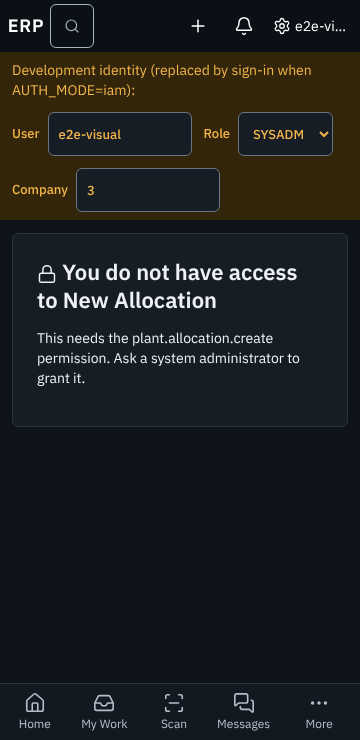 ERP
e2e-vi...
Development identity (replaced by sign-in when
AUTH_MODE=iam):
User e2e-visual Role SYSADM
Company 3
You do not have access
to New Allocation
This needs the plant.allocation.create
permission. Ask a system administrator to
grant it.
Home My Work Scan Messages More